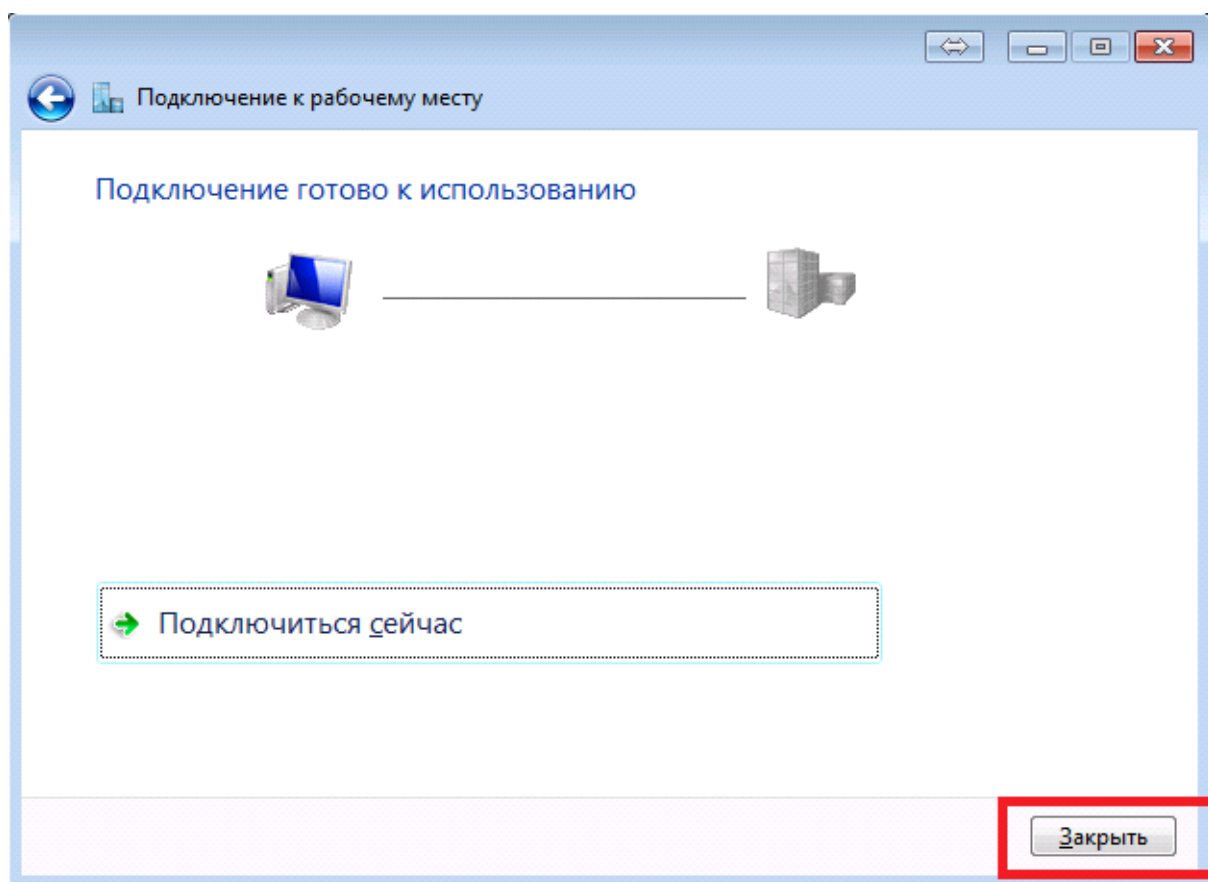 Подключение к рабочему месту
Подключение готово к использованию
Подключиться сейчас
Закрыть